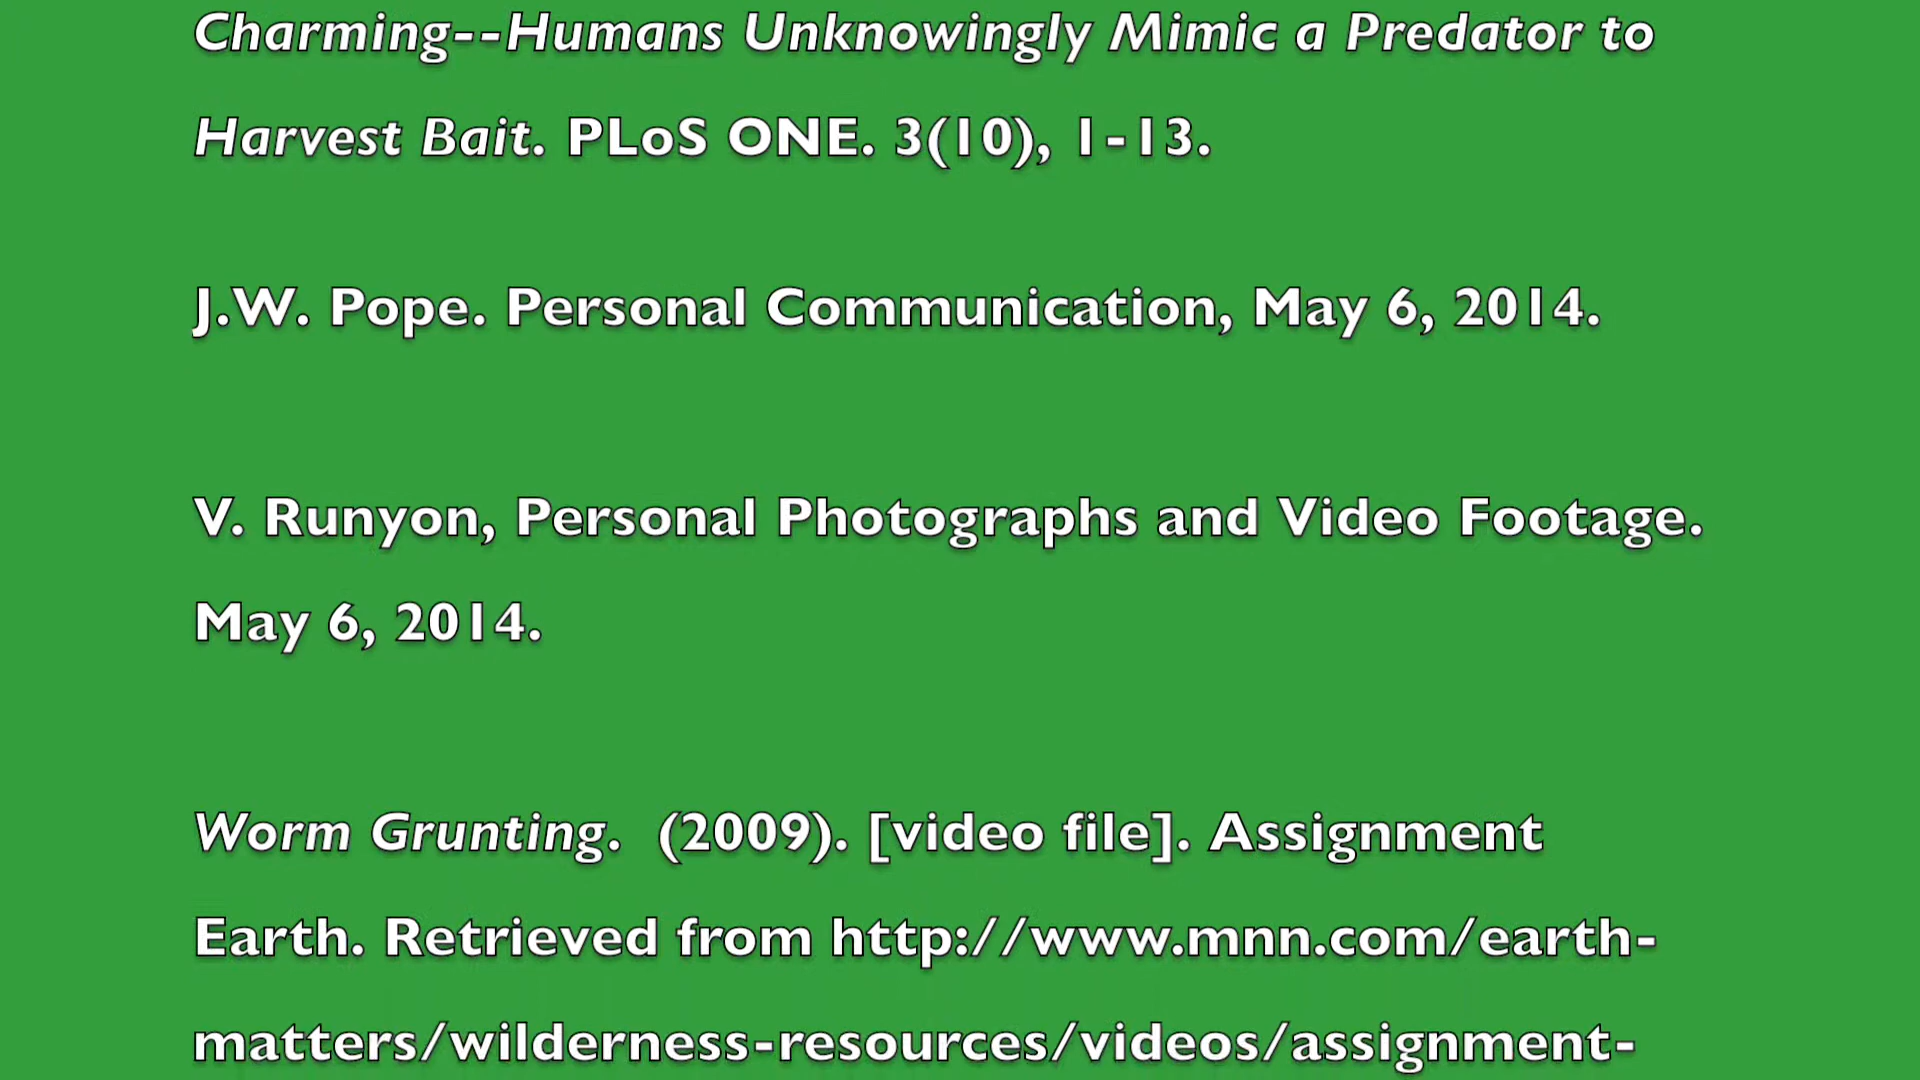 Charming--Humans Unknowingly Mimic a Predator to
Harvest Bait. PLoS ONE. 3(10), 1-13.
J.W. Pope. Personal Communication, May 6, 2014.
V. Runyon, Personal Photographs and Video Footage.
May 6, 2014.
Worm Grunting.  (2009). [video file]. Assignment
Earth. Retrieved from http://www.mnn.com/earth-
matters/wilderness-resources/videos/assignment-